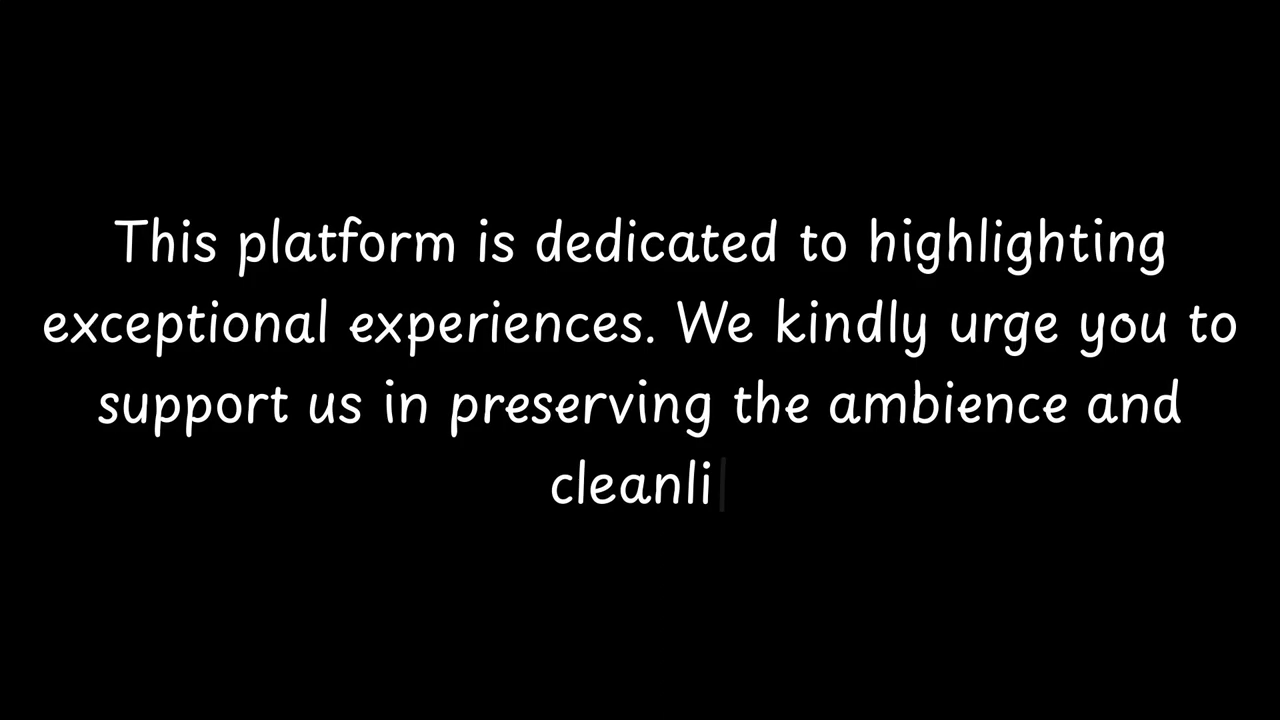 This platform is dedicated to highlighting
exceptional experiences. We kindly urge you to
support us in preserving the ambience and
cleanli